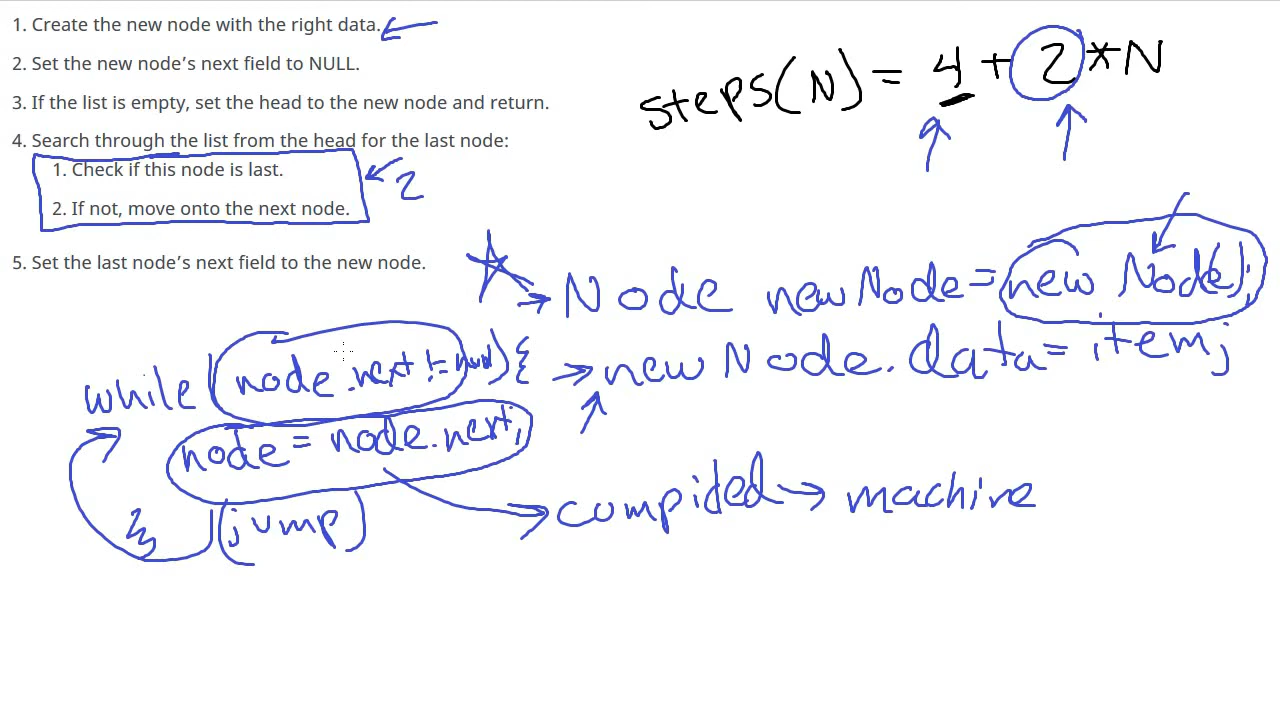 1. Create the new node with the right data.
2. Set the new node's next field to NULL.
3. If the list is empty, set the head to the new node and return.
4. Search through the list from the head for the last node:
1. Check if this node is last.
2. If not, move onto the next node.
5. Set the last node's next field to the new node.
steps(N) = 4 + 2 * N
2
Node newNode = new Node();
newNode.data = item;
while (node.next != null) {
node = node.next;
} (jump)
compided → machine